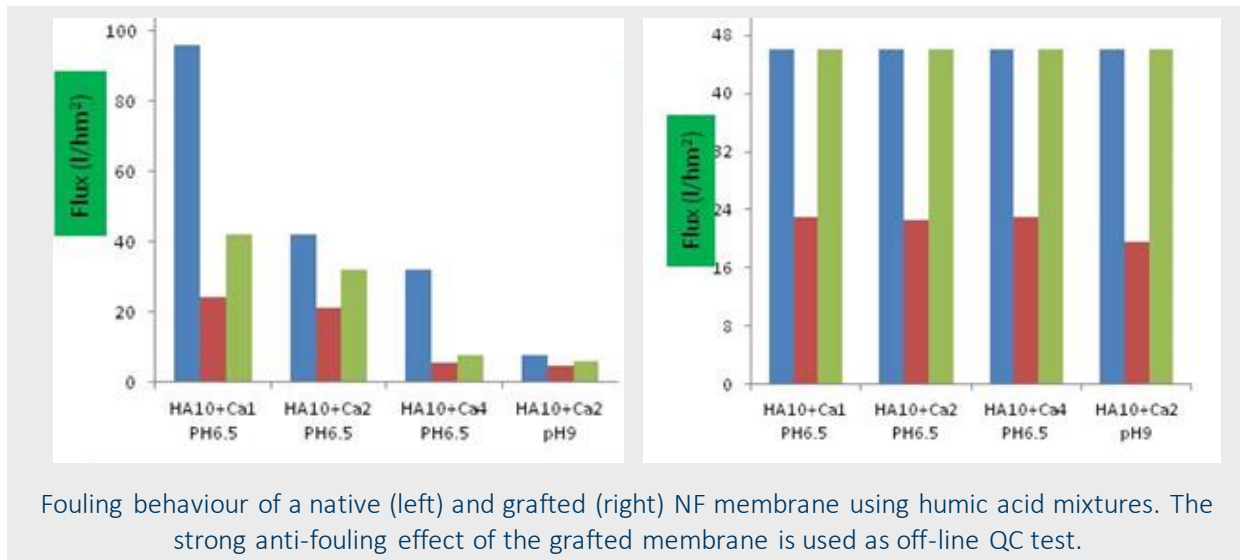 100
80
60
40
20
0
Flux (l/hm²)
HA10+Ca1 PH6.5
HA10+Ca2 PH6.5
HA10+Ca4 PH6.5
HA10+Ca2 pH9
48
40
32
24
16
8
0
Flux (l/hm²)
HA10+Ca1 PH6.5
HA10+Ca2 PH6.5
HA10+Ca4 PH6.5
HA10+Ca2 pH9
Fouling behaviour of a native (left) and grafted (right) NF membrane using humic acid mixtures. The
strong anti-fouling effect of the grafted membrane is used as off-line QC test.